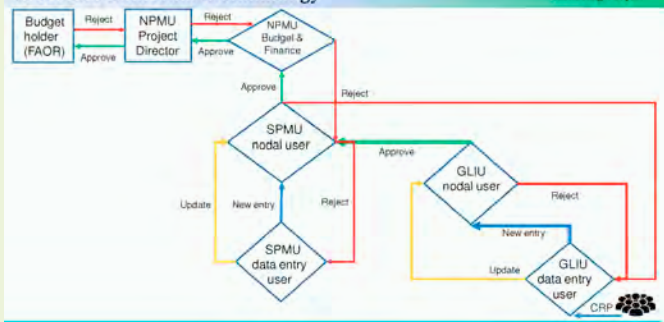 Budget
holder
(FAOR)
Reject
Approve
NPMU
Project
Director
Reject
Approve
NPMU
Budget &
Finance
Approve
Reject
SPMU
nodal user
Approve
GLIU
nodal user
Reject
Update
New entry
Reject
New entry
SPMU
data entry
user
Update
GLIU
data entry
user
CRP